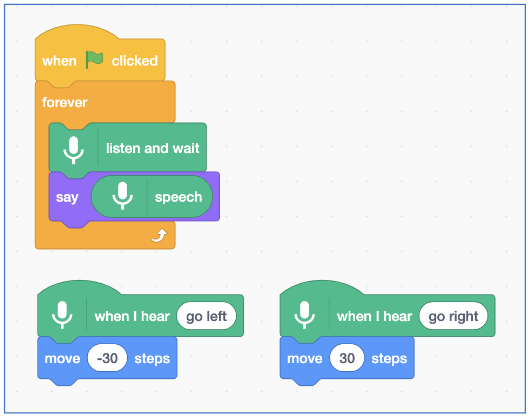 when clicked
forever
listen and wait
say speech
when I hear go left
move -30 steps
when I hear go right
move 30 steps